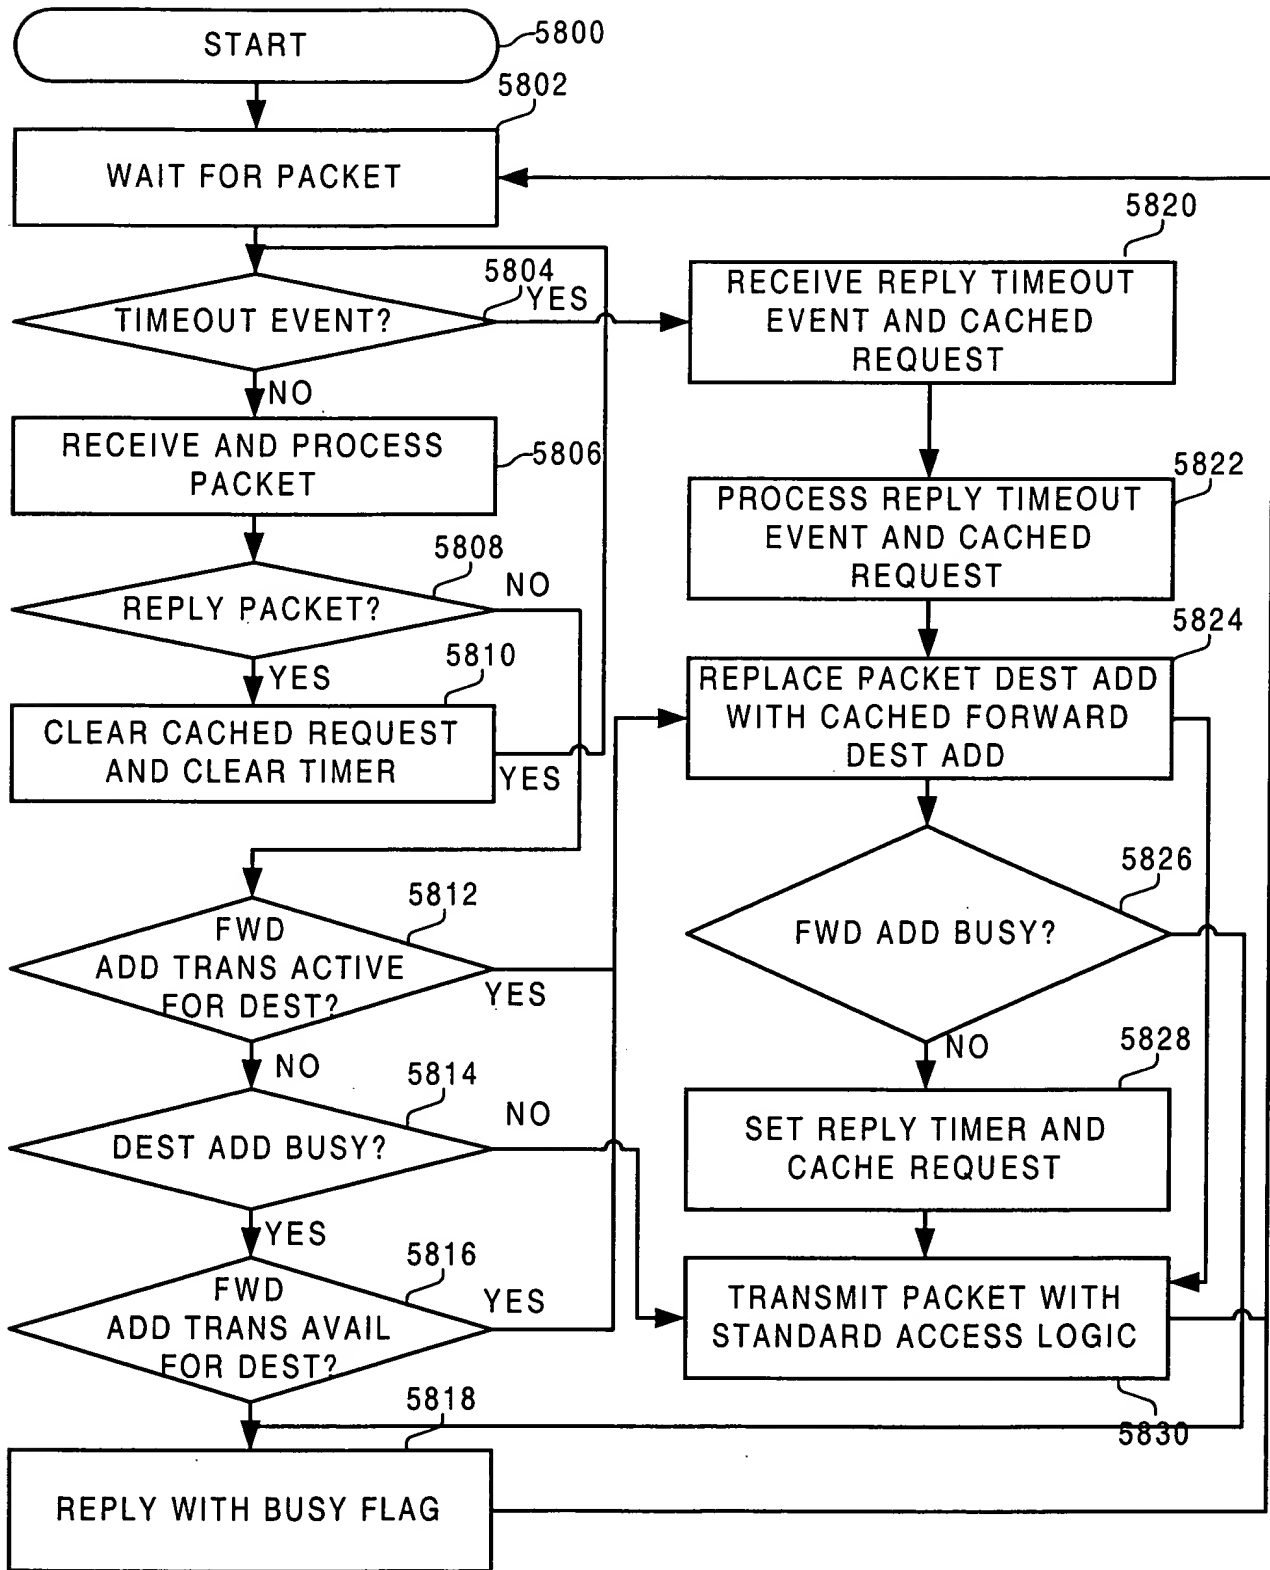 START
5800
5802
WAIT FOR PACKET
5804
TIMEOUT EVENT?
YES
NO
RECEIVE AND PROCESS
PACKET
5806
5808
REPLY PACKET?
NO
YES
5810
CLEAR CACHED REQUEST
AND CLEAR TIMER
YES
5812
FWD
ADD TRANS ACTIVE
FOR DEST?
YES
NO
5814
DEST ADD BUSY?
NO
YES
5816
FWD
ADD TRANS AVAIL
FOR DEST?
YES
5818
REPLY WITH BUSY FLAG
5820
RECEIVE REPLY TIMEOUT
EVENT AND CACHED
REQUEST
5822
PROCESS REPLY TIMEOUT
EVENT AND CACHED
REQUEST
5824
REPLACE PACKET DEST ADD
WITH CACHED FORWARD
DEST ADD
5826
FWD ADD BUSY?
NO
5828
SET REPLY TIMER AND
CACHE REQUEST
TRANSMIT PACKET WITH
STANDARD ACCESS LOGIC
5830